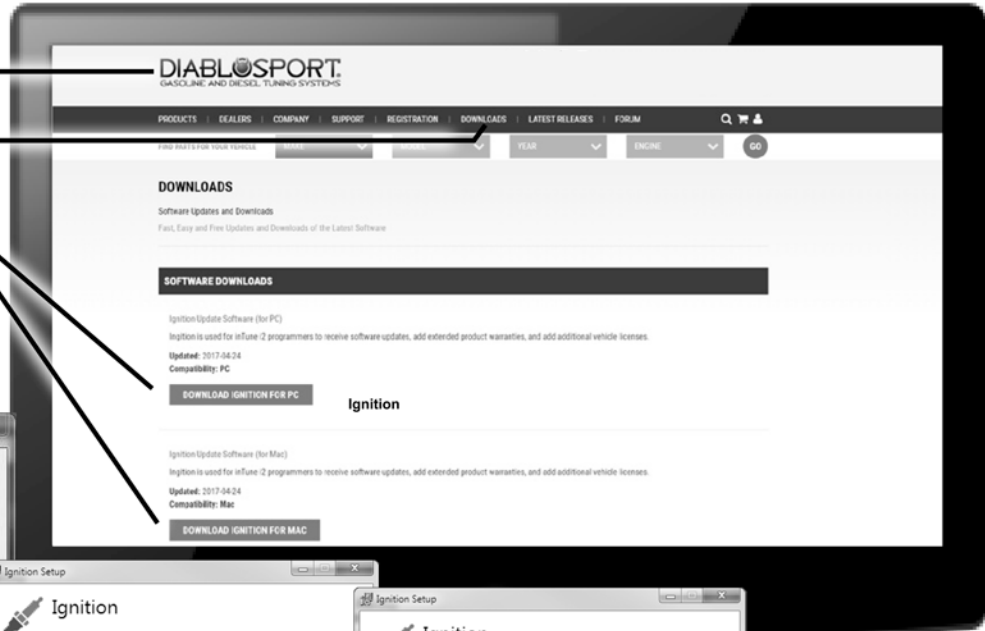 DIABLOSPORT.
GASOLINE AND DIESEL TUNING SYSTEMS
PRODUCTS | DEALERS | COMPANY | SUPPORT | REGISTRATION | DOWNLOADS | LATEST RELEASES | FORUM
FIND PARTS FOR YOUR VEHICLE MAKE MODEL YEAR ENGINE GO
DOWNLOADS
Software Updates and Downloads
Fast, Easy and Free Updates and Downloads of the Latest Software
SOFTWARE DOWNLOADS
Ignition Update Software (for PC)
Ingition is used for inTune i2 programmers to receive software updates, add extended product warranties, and add additional vehicle licenses.
Updated: 2017-04-24
Compatibility: PC
DOWNLOAD IGNITION FOR PC
Ignition
Ignition Update Software (for Mac)
Ingition is used for inTune i2 programmers to receive software updates, add extended product warranties, and add additional vehicle licenses.
Updated: 2017-04-24
Compatibility: Mac
DOWNLOAD IGNITION FOR MAC
Ignition Setup
Ignition
Ignition Setup
Ignition